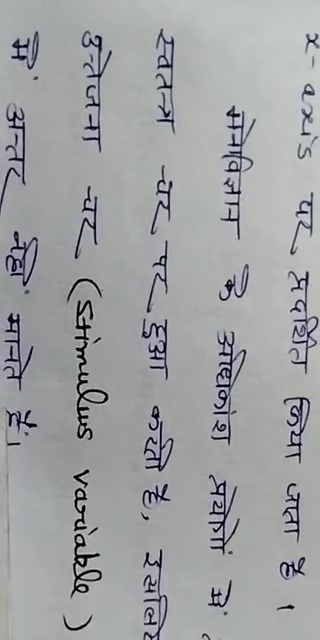 x-axis पर प्रदर्शित किया जाता है।
मनोविज्ञान के अधिकांश प्रयोगों में
स्वतन्त्र चर पर हुआ करती है, इसलिए
उत्तेजना चर (Stimulus variable)
में अन्तर नहीं मानते हैं।